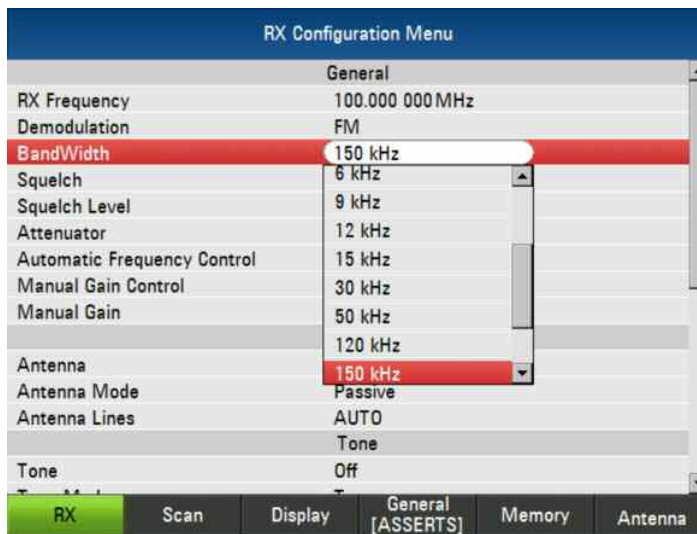 RX Configuration Menu
General
RX Frequency 100.000 000 MHz
Demodulation FM
BandWidth 150 kHz
Squelch 6 kHz
Squelch Level 9 kHz
Attenuator 12 kHz
Automatic Frequency Control 15 kHz
Manual Gain Control 30 kHz
Manual Gain 50 kHz
120 kHz
Antenna 150 kHz
Antenna Mode Passive
Antenna Lines AUTO
Tone
Tone Off
RX Scan Display General [ASSERTS] Memory Antenna